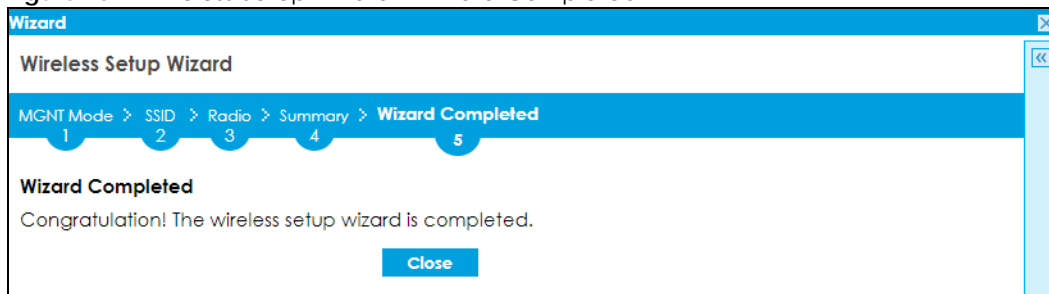 Wizard
Wireless Setup Wizard
MGNT Mode > SSID > Radio > Summary > Wizard Completed
1 2 3 4 5
Wizard Completed
Congratulation! The wireless setup wizard is completed.
Close